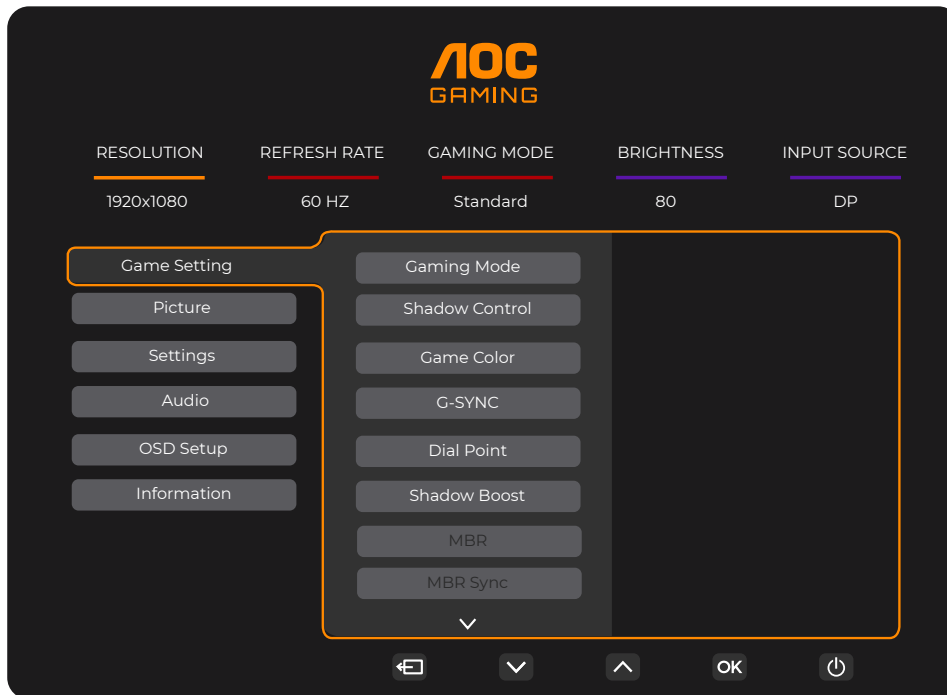 AOC
GAMING
RESOLUTION REFRESH RATE GAMING MODE BRIGHTNESS INPUT SOURCE
1920x1080 60 HZ Standard 80 DP
Game Setting
Picture
Settings
Audio
OSD Setup
Information
Gaming Mode
Shadow Control
Game Color
G-SYNC
Dial Point
Shadow Boost
MBR
MBR Sync
OK